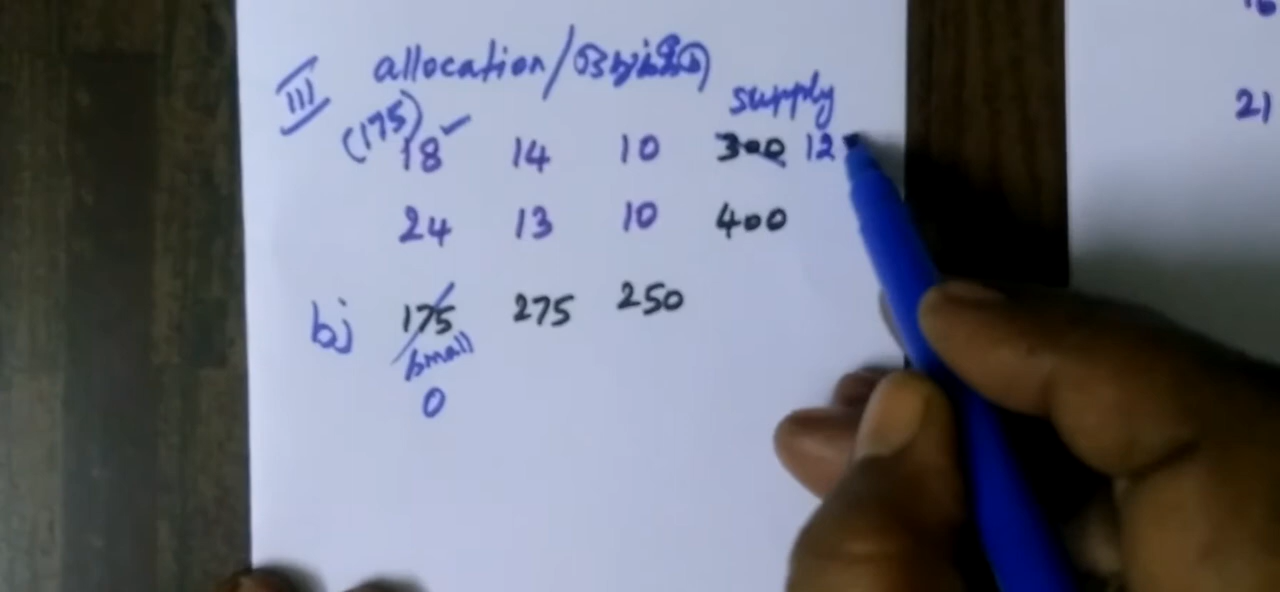 III allocation/
supply
(175)
18 ✓ 14 10 300 12
24 13 10 400
bj 175 275 250
small
0
21